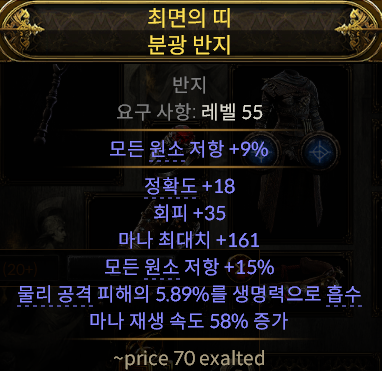 최면의 띠
분광 반지
반지
요구 사항: 레벨 55
모든 원소 저항 +9%
정확도 +18
회피 +35
마나 최대치 +161
모든 원소 저항 +15%
물리 공격 피해의 5.89%를 생명력으로 흡수
마나 재생 속도 58% 증가
~price 70 exalted